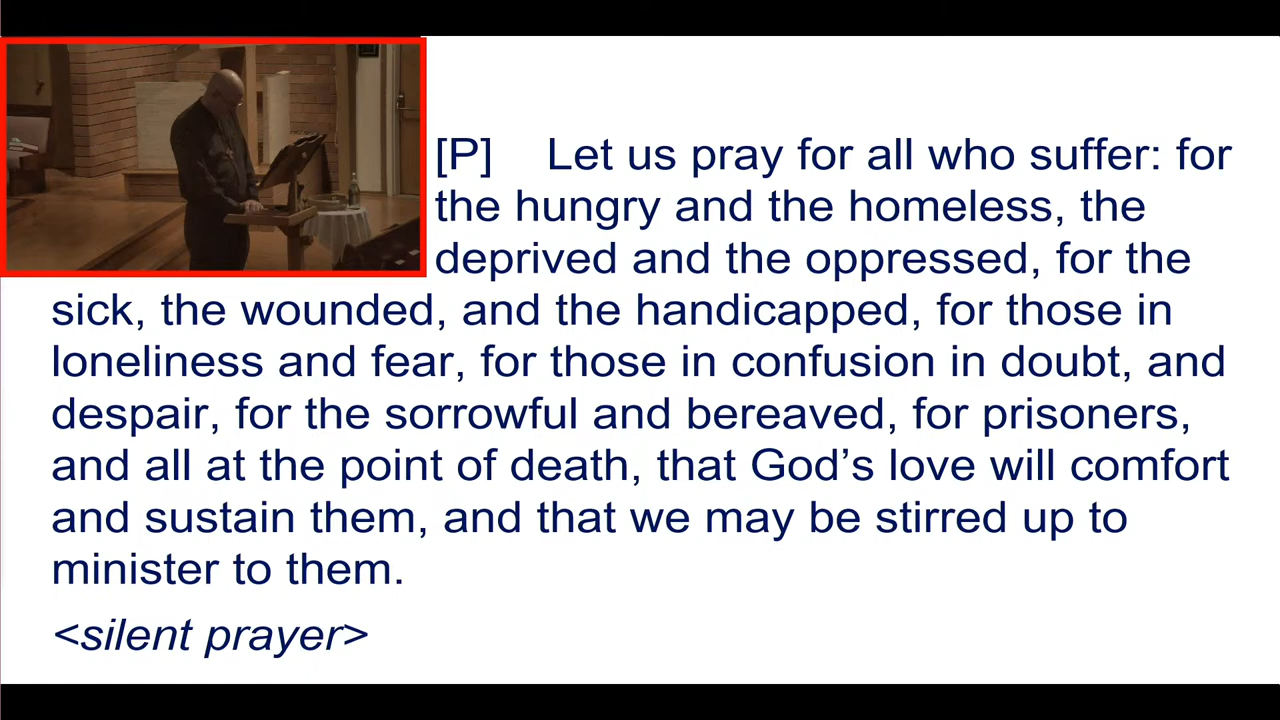 [P] Let us pray for all who suffer: for
the hungry and the homeless, the
deprived and the oppressed, for the
sick, the wounded, and the handicapped, for those in
loneliness and fear, for those in confusion in doubt, and
despair, for the sorrowful and bereaved, for prisoners,
and all at the point of death, that God’s love will comfort
and sustain them, and that we may be stirred up to
minister to them.
<silent prayer>